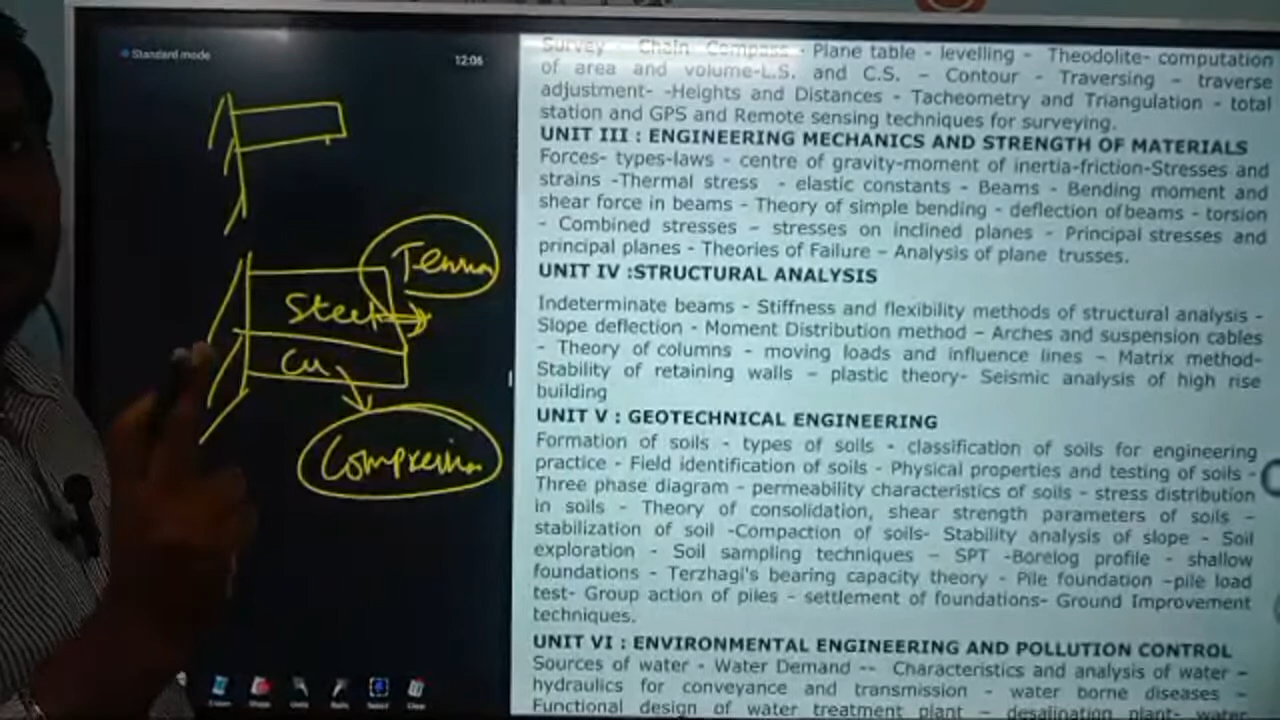 Standard mode
12:06
Tension
Steel
Cu
Compression
Survey - Chain Compass - Plane table - levelling - Theodolite- computation
of area and volume-L.S. and C.S. – Contour - Traversing – traverse
adjustment- -Heights and Distances - Tacheometry and Triangulation - total
station and GPS and Remote sensing techniques for surveying.
UNIT III : ENGINEERING MECHANICS AND STRENGTH OF MATERIALS
Forces- types-laws - centre of gravity-moment of inertia-friction-Stresses and
strains -Thermal stress - elastic constants - Beams - Bending moment and
shear force in beams - Theory of simple bending - deflection of beams - torsion
- Combined stresses – stresses on inclined planes - Principal stresses and
principal planes - Theories of Failure – Analysis of plane trusses.
UNIT IV :STRUCTURAL ANALYSIS
Indeterminate beams - Stiffness and flexibility methods of structural analysis -
Slope deflection - Moment Distribution method – Arches and suspension cables
- Theory of columns - moving loads and influence lines – Matrix method-
Stability of retaining walls – plastic theory- Seismic analysis of high rise
building
UNIT V : GEOTECHNICAL ENGINEERING
Formation of soils - types of soils - classification of soils for engineering
practice - Field identification of soils - Physical properties and testing of soils -
Three phase diagram - permeability characteristics of soils - stress distribution
in soils - Theory of consolidation, shear strength parameters of soils –
stabilization of soil -Compaction of soils- Stability analysis of slope - Soil
exploration - Soil sampling techniques – SPT -Borelog profile - shallow
foundations - Terzhagi's bearing capacity theory - Pile foundation –pile load
test- Group action of piles – settlement of foundations- Ground Improvement
techniques.
UNIT VI : ENVIRONMENTAL ENGINEERING AND POLLUTION CONTROL
Sources of water - Water Demand -- Characteristics and analysis of water –
hydraulics for conveyance and transmission - water borne diseases –
Functional design of water treatment plant – desalination plant- water